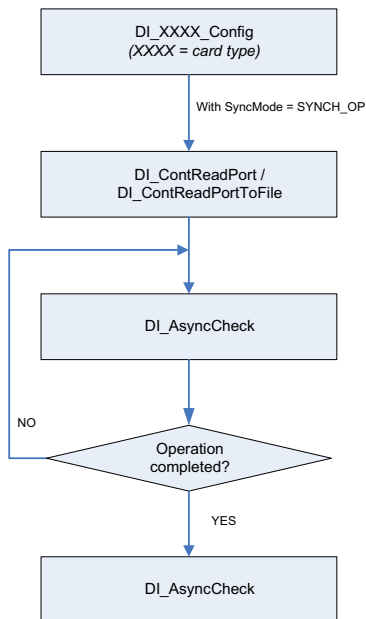 DI_XXXX_Config
(XXXX = card type)
With SyncMode = SYNCH_OP
DI_ContReadPort /
DI_ContReadPortToFile
DI_AsyncCheck
NO
Operation
completed?
YES
DI_AsyncCheck